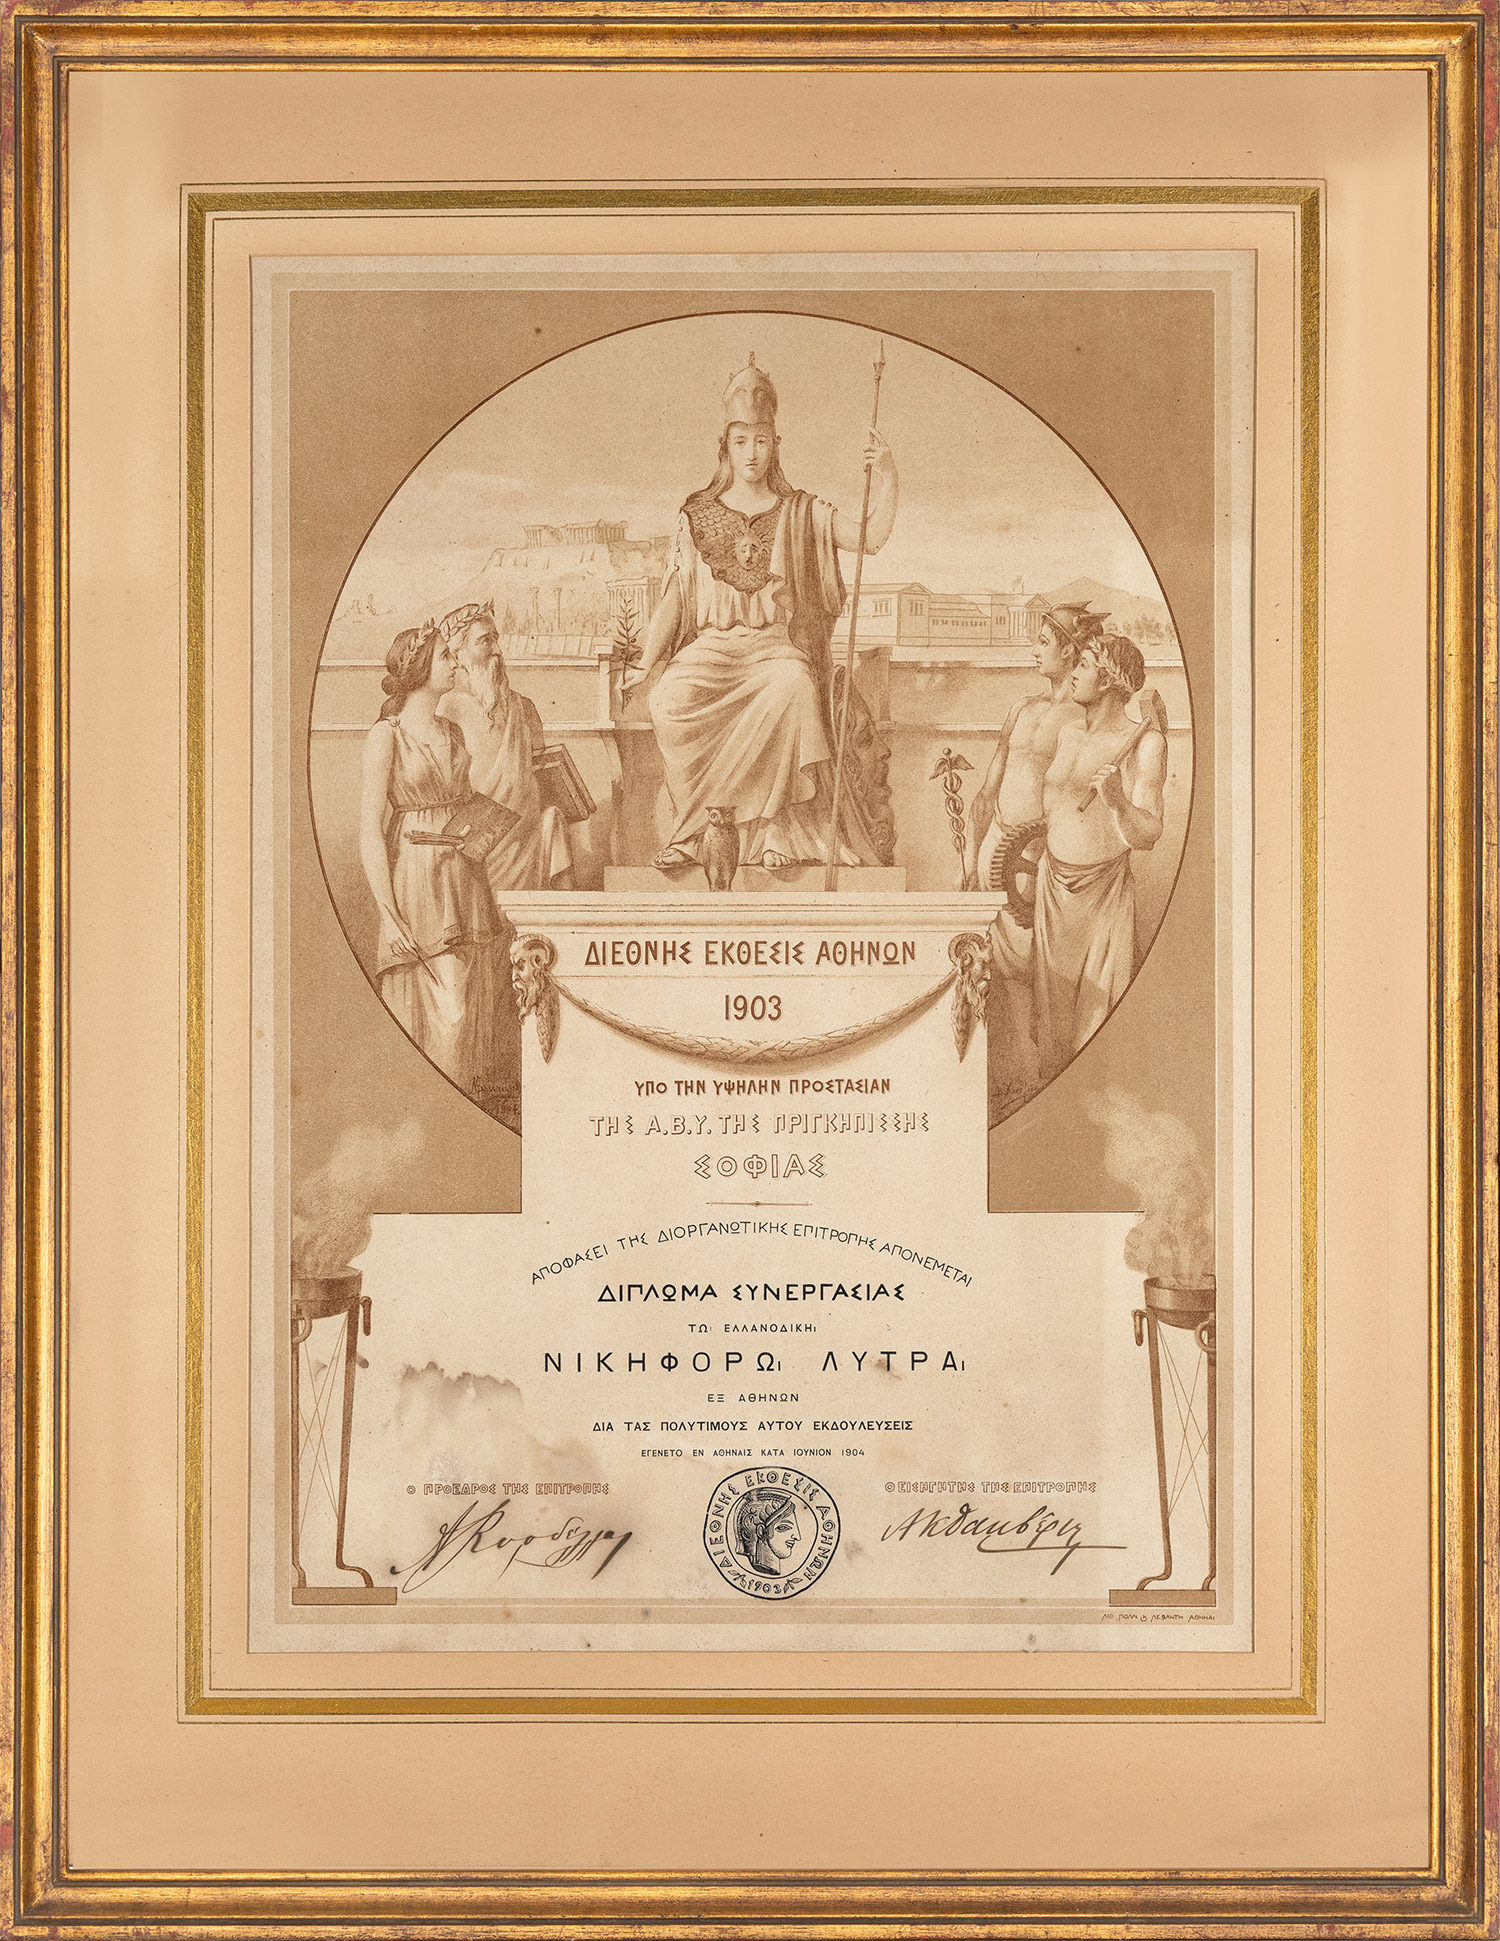 ΔΙΕΘΝΗΣ ΕΚΘΕΣΙΣ ΑΘΗΝΩΝ
1903
ΥΠΟ ΤΗΝ ΥΨΗΛΗΝ ΠΡΟΣΤΑΣΙΑΝ
ΤΗΣ Α.Β.Υ. ΤΗΣ ΠΡΙΓΚΗΠΙΣΣΗΣ
ΣΟΦΙΑΣ
ΑΠΟΦΑΣΕΙ ΤΗΣ ΔΙΟΡΓΑΝΩΤΙΚΗΣ ΕΠΙΤΡΟΠΗΣ ΑΠΟΝΕΜΕΤΑΙ
ΔΙΠΛΩΜΑ ΣΥΝΕΡΓΑΣΙΑΣ
ΤΩΙ ΕΛΛΑΝΟΔΙΚΗΙ
ΝΙΚΗΦΟΡΩΙ ΛΥΤΡΑΙ
ΕΞ ΑΘΗΝΩΝ
ΔΙΑ ΤΑΣ ΠΟΛΥΤΙΜΟΥΣ ΑΥΤΟΥ ΕΚΔΟΥΛΕΥΣΕΙΣ
ΕΓΕΝΕΤΟ ΕΝ ΑΘΗΝΑΙΣ ΚΑΤΑ ΙΟΥΝΙΟΝ 1904
Ο ΠΡΟΕΔΡΟΣ ΤΗΣ ΕΠΙΤΡΟΠΗΣ
Ο ΕΙΣΗΓΗΤΗΣ ΤΗΣ ΕΠΙΤΡΟΠΗΣ
ΔΙΕΘΝΗΣ ΕΚΘΕΣΙΣ ΑΘΗΝΩΝ
1903
ΛΕΒΑΝΤΗ ΑΘΗΝΑΙ